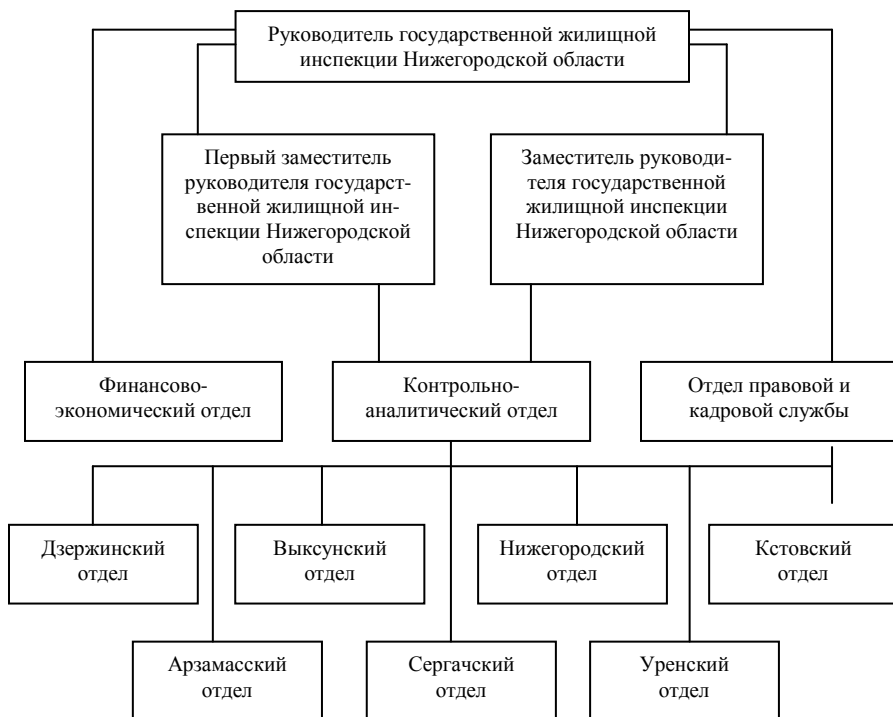 Руководитель государственной жилищной
инспекции Нижегородской области
Первый заместитель
руководителя государст-
венной жилищной ин-
спекции Нижегородской
области
Заместитель руководи-
теля государственной
жилищной инспекции
Нижегородской области
Финансово-
экономический отдел
Контрольно-
аналитический отдел
Отдел правовой и
кадровой службы
Дзержинский
отдел
Выксунский
отдел
Нижегородский
отдел
Кстовский
отдел
Арзамасский
отдел
Сергачский
отдел
Уренский
отдел